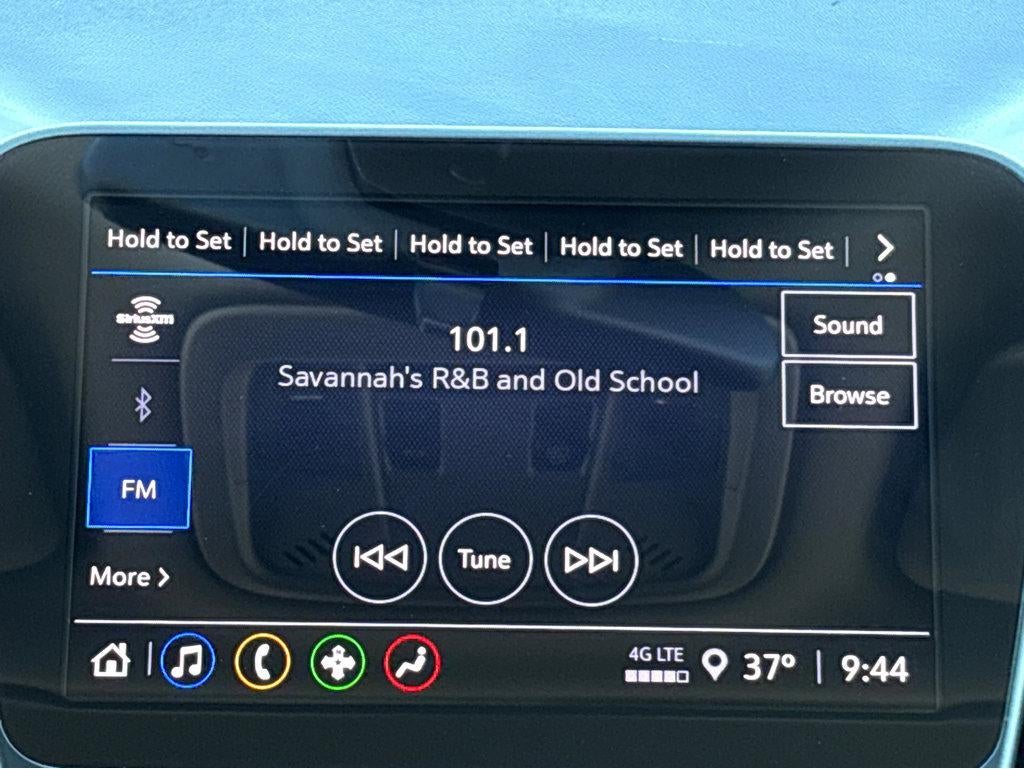 Hold to Set | Hold to Set | Hold to Set | Hold to Set | Hold to Set |
SiriusXM
101.1
Sound
Savannah's R&B and Old School
Browse
FM
Tune
More
4G LTE
37° | 9:44